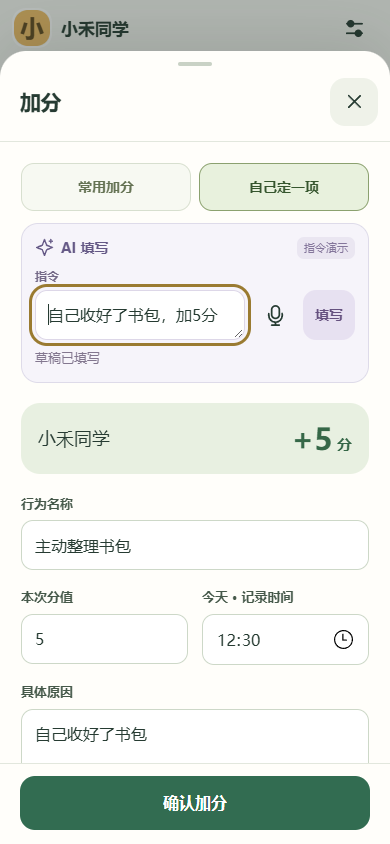 小 小禾同学
加分
常用加分 自己定一项
AI 填写 指令演示
指令
自己收好了书包，加5分
填写
草稿已填写
小禾同学 +5 分
行为名称
主动整理书包
本次分值 今天 • 记录时间
5 12:30
具体原因
自己收好了书包
确认加分